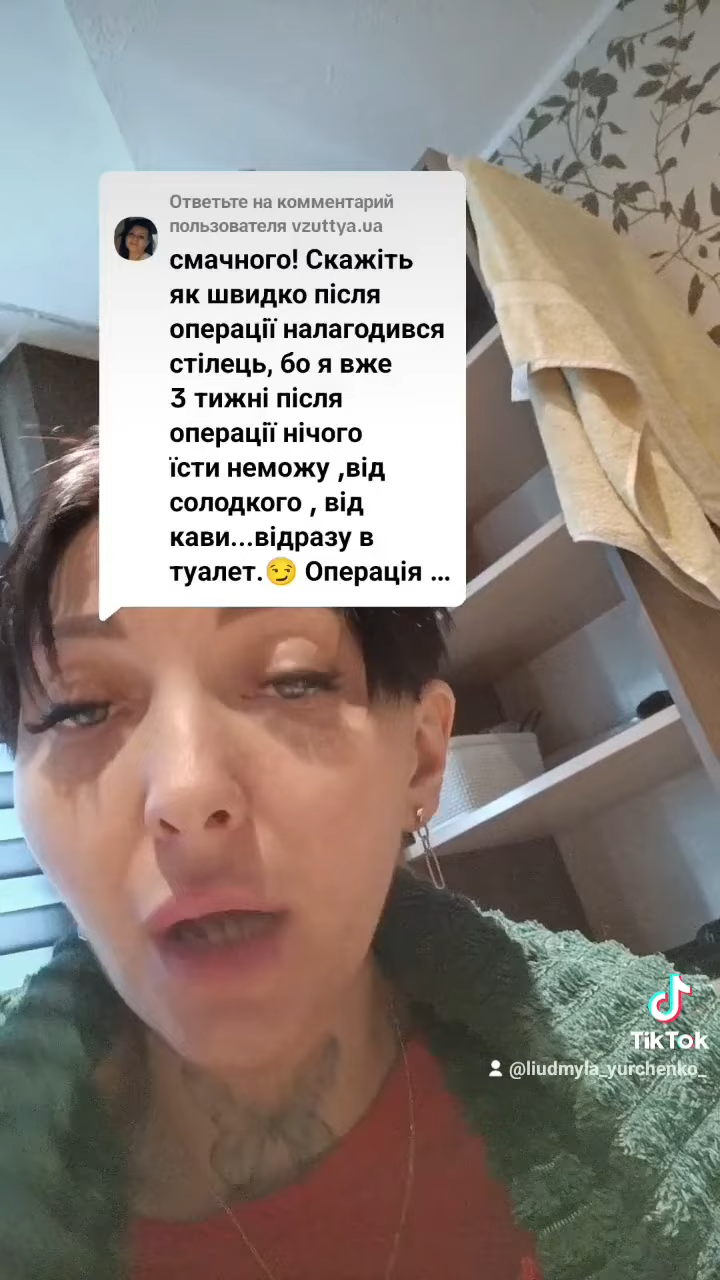 Ответьте на комментарий
пользователя vzuttya.ua
смачного! Скажіть
як швидко після
операції налагодився
стілець, бо я вже
3 тижні після
операції нічого
їсти неможу ,від
солодкого , від
кави...відразу в
туалет.😏 Операція ...
TikTok
@liudmyla_yurchenko_